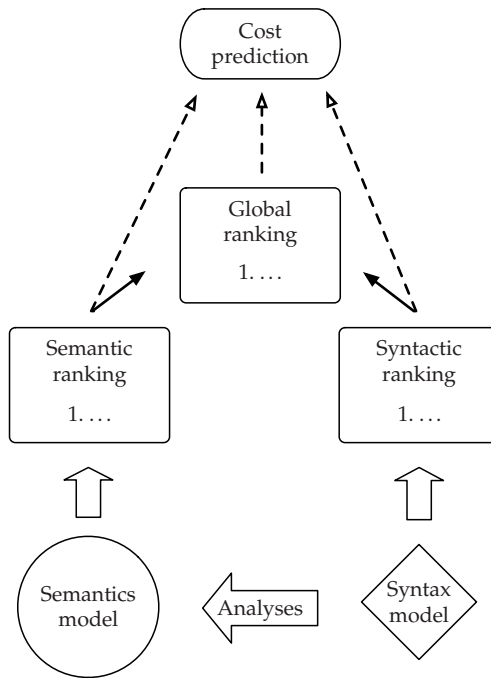 Cost
prediction
Global
ranking
1. ...
Semantic
ranking
1. ...
Syntactic
ranking
1. ...
Semantics
model
Analyses
Syntax
model